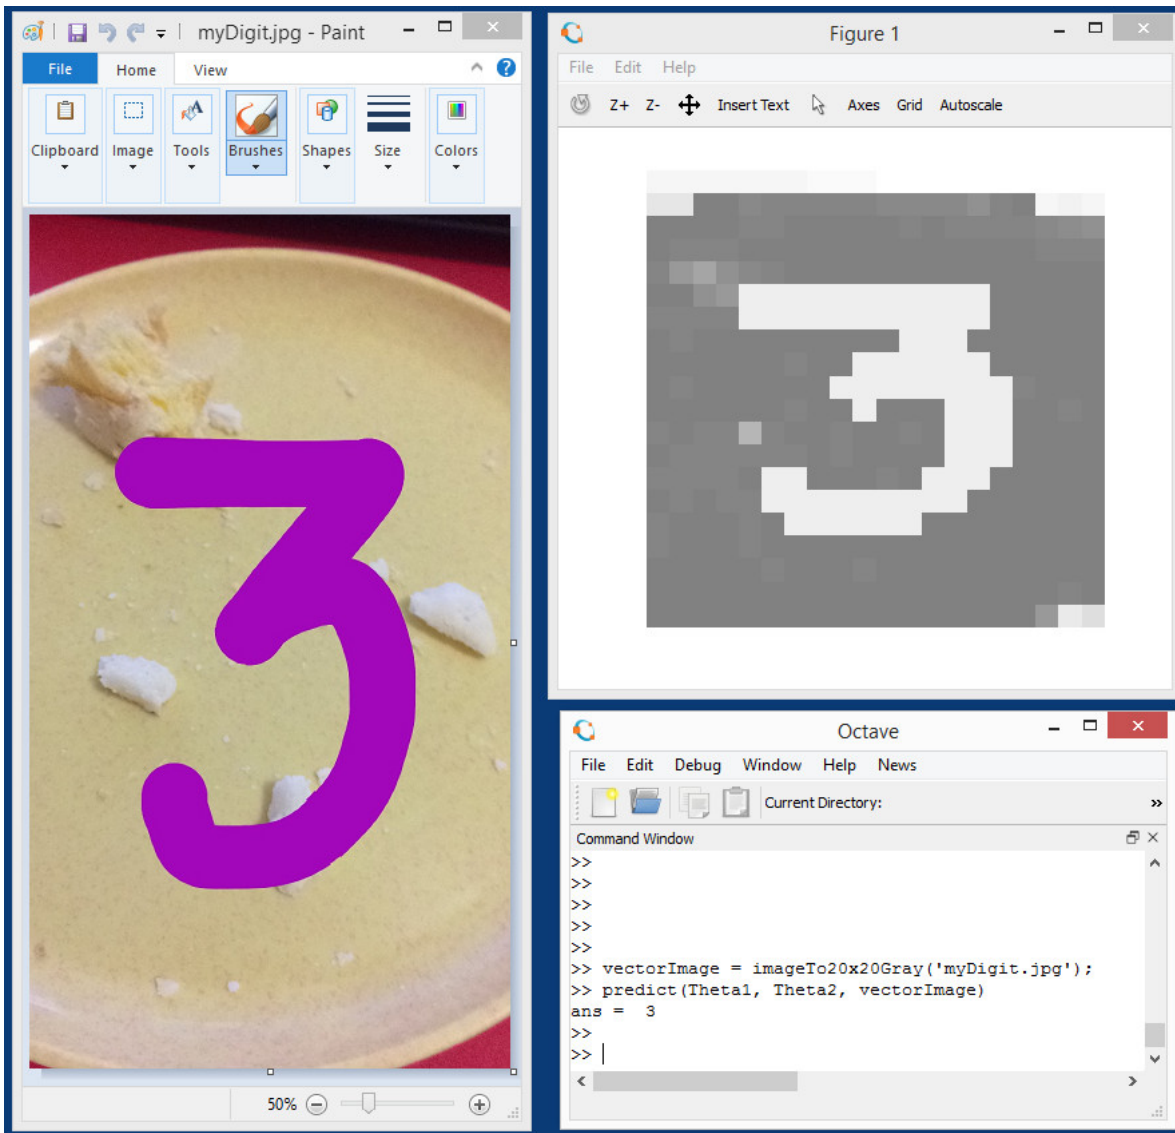 myDigit.jpg - Paint
File Home View
Clipboard Image Tools Brushes Shapes Size Colors
3
50%
Figure 1
File Edit Help
Z+ Z- Insert Text Axes Grid Autoscale
3
Octave
File Edit Debug Window Help News
Current Directory: »
Command Window
>>
>>
>>
>>
>>
>> vectorImage = imageTo20x20Gray('myDigit.jpg');
>> predict(Theta1, Theta2, vectorImage)
ans = 3
>>
>>